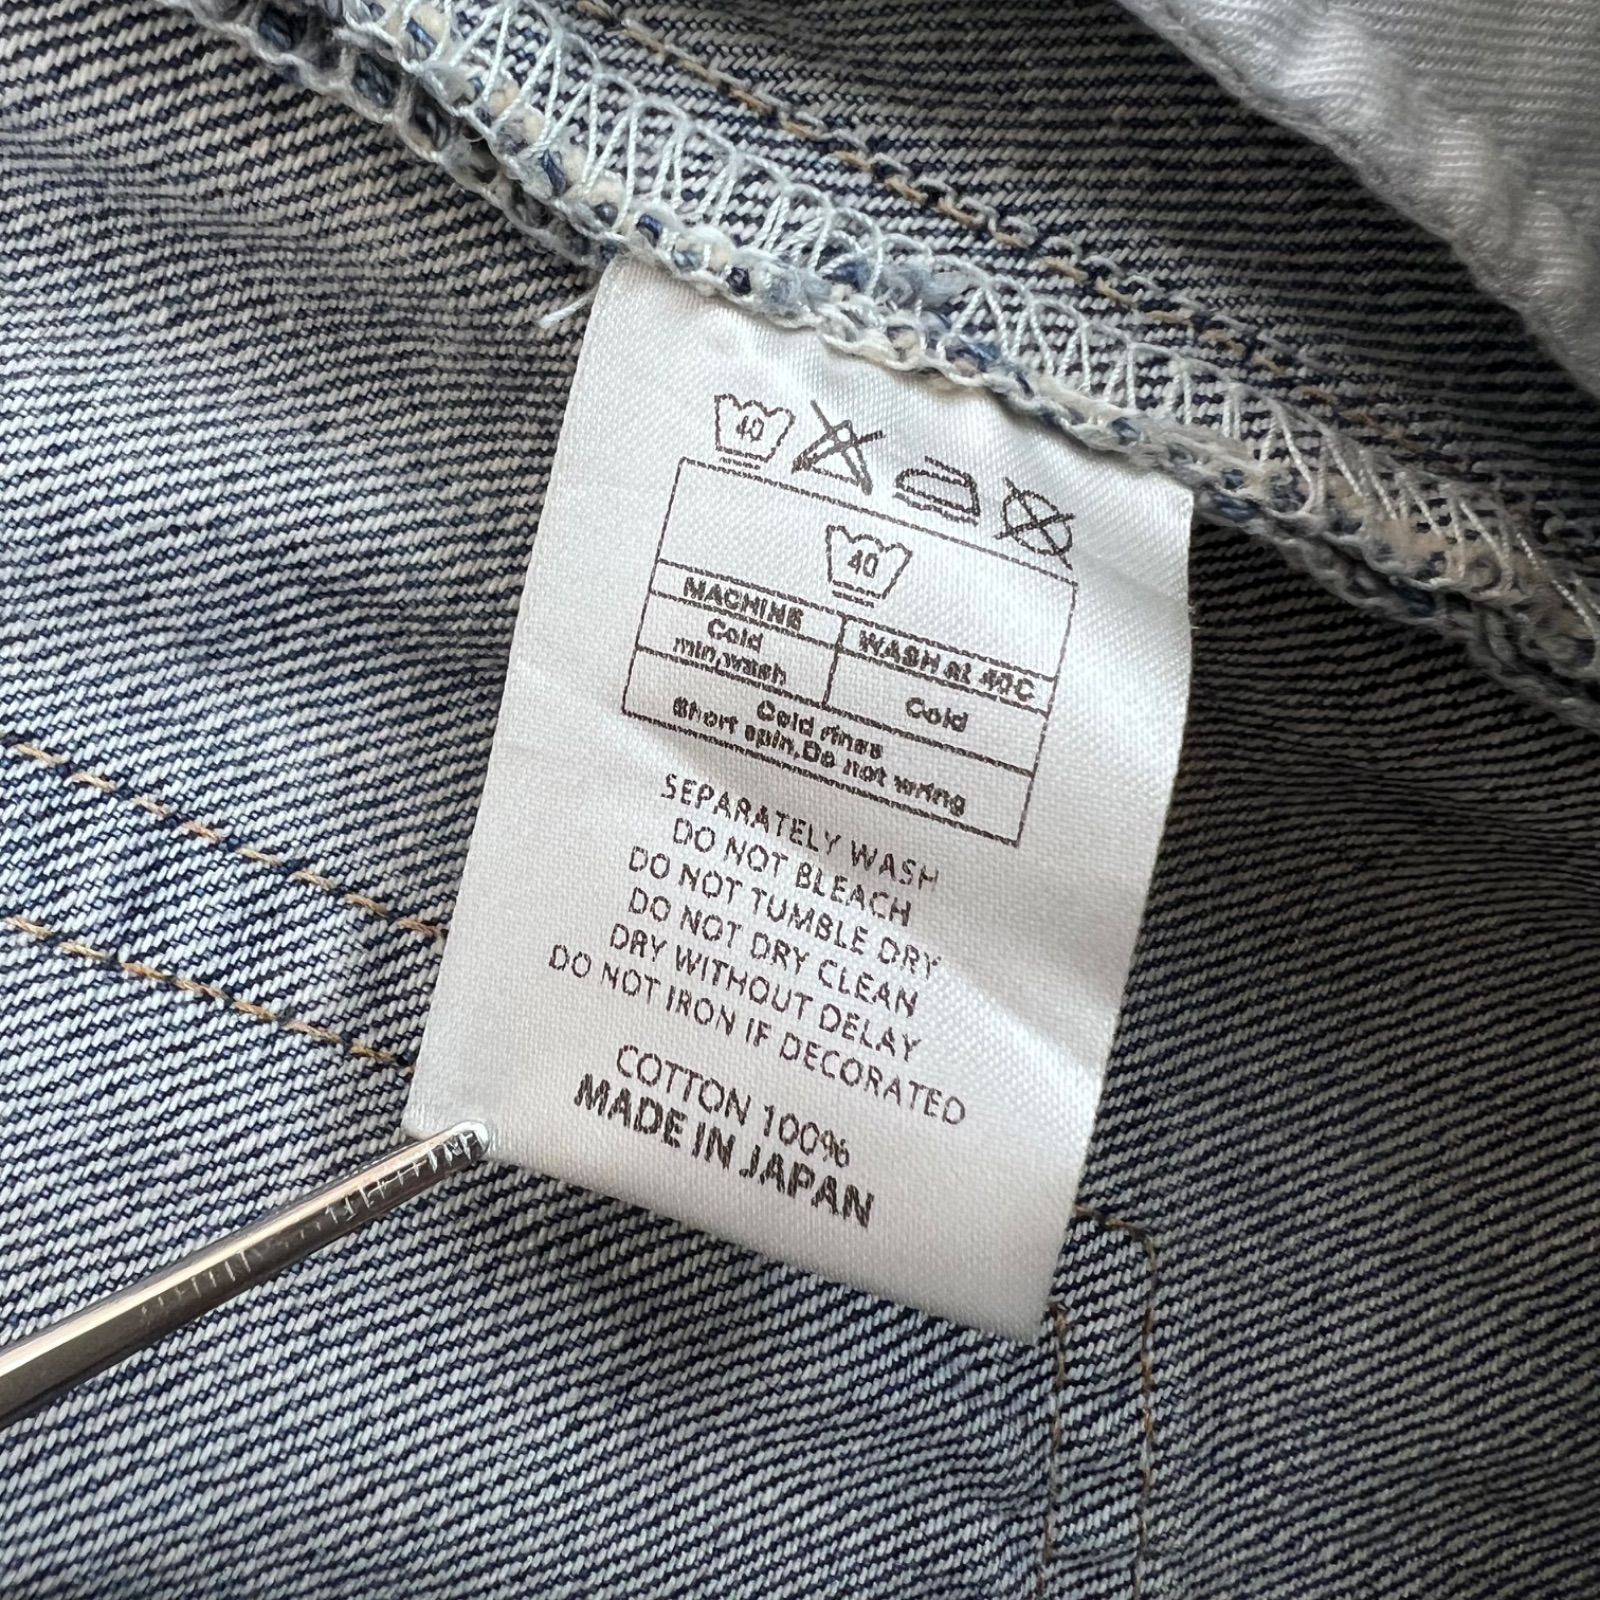 40
40
MACHINE WASH at 40C
Cold Cold
min,wash
Cold rinse
Short spin.Do not wring
SEPARATELY WASH
DO NOT BLEACH
DO NOT TUMBLE DRY
DO NOT DRY CLEAN
DRY WITHOUT DELAY
DO NOT IRON IF DECORATED
COTTON 100%
MADE IN JAPAN